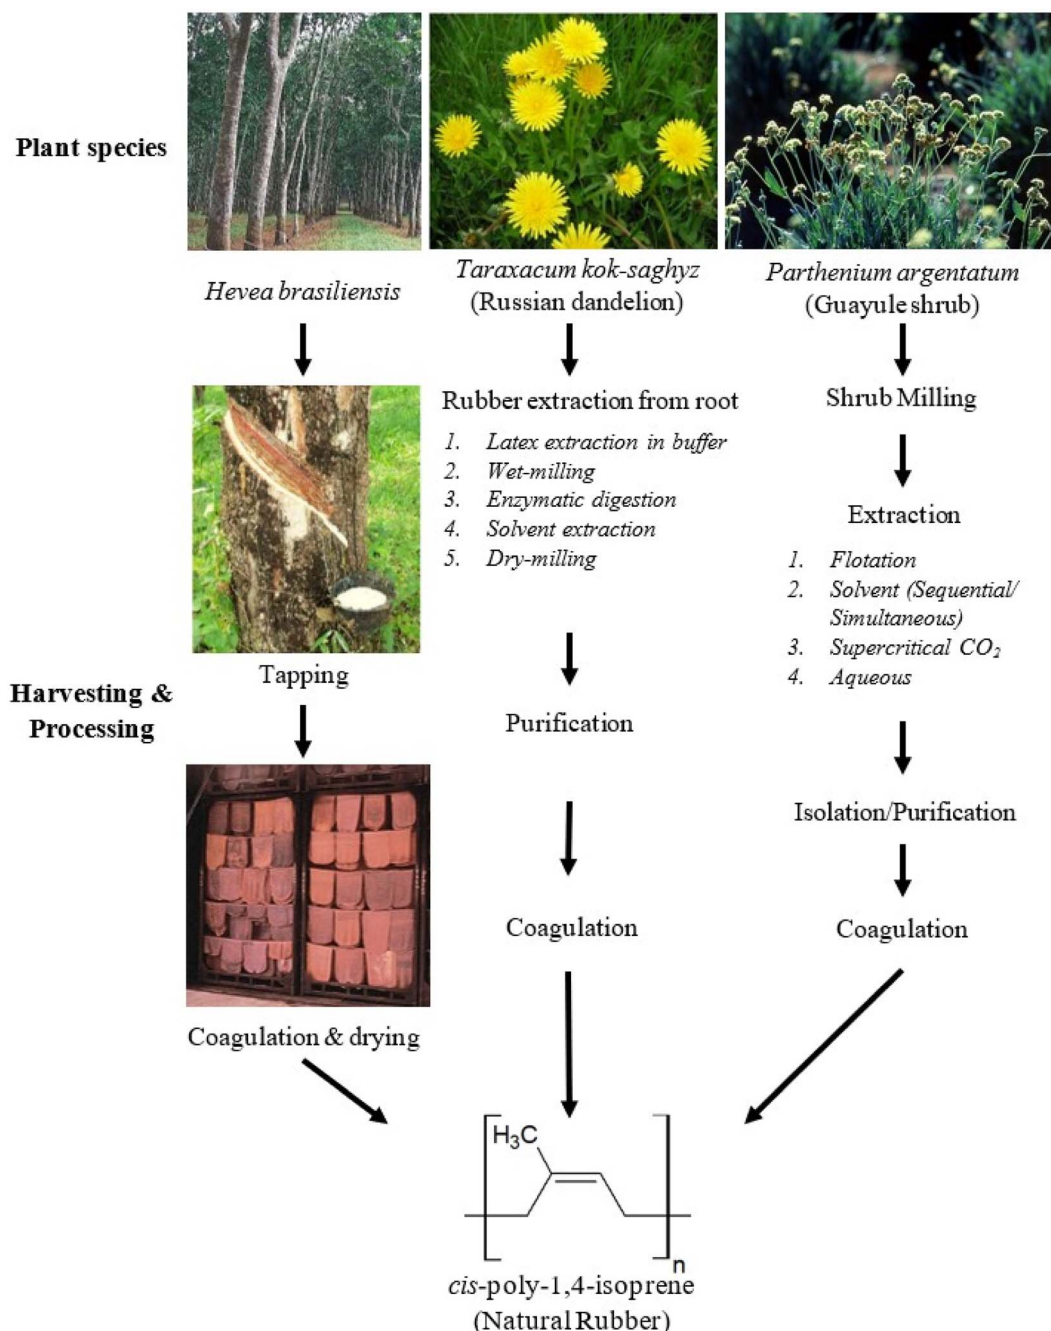 Plant species
Hevea brasiliensis
Taraxacum kok-saghyz
(Russian dandelion)
Parthenium argentatum
(Guayule shrub)
Harvesting &
Processing
Tapping
Coagulation & drying
Rubber extraction from root
1. Latex extraction in buffer
2. Wet-milling
3. Enzymatic digestion
4. Solvent extraction
5. Dry-milling
Purification
Coagulation
Shrub Milling
Extraction
1. Flotation
2. Solvent (Sequential/
Simultaneous)
3. Supercritical CO₂
4. Aqueous
Isolation/Purification
Coagulation
H₃C
n
cis-poly-1,4-isoprene
(Natural Rubber)